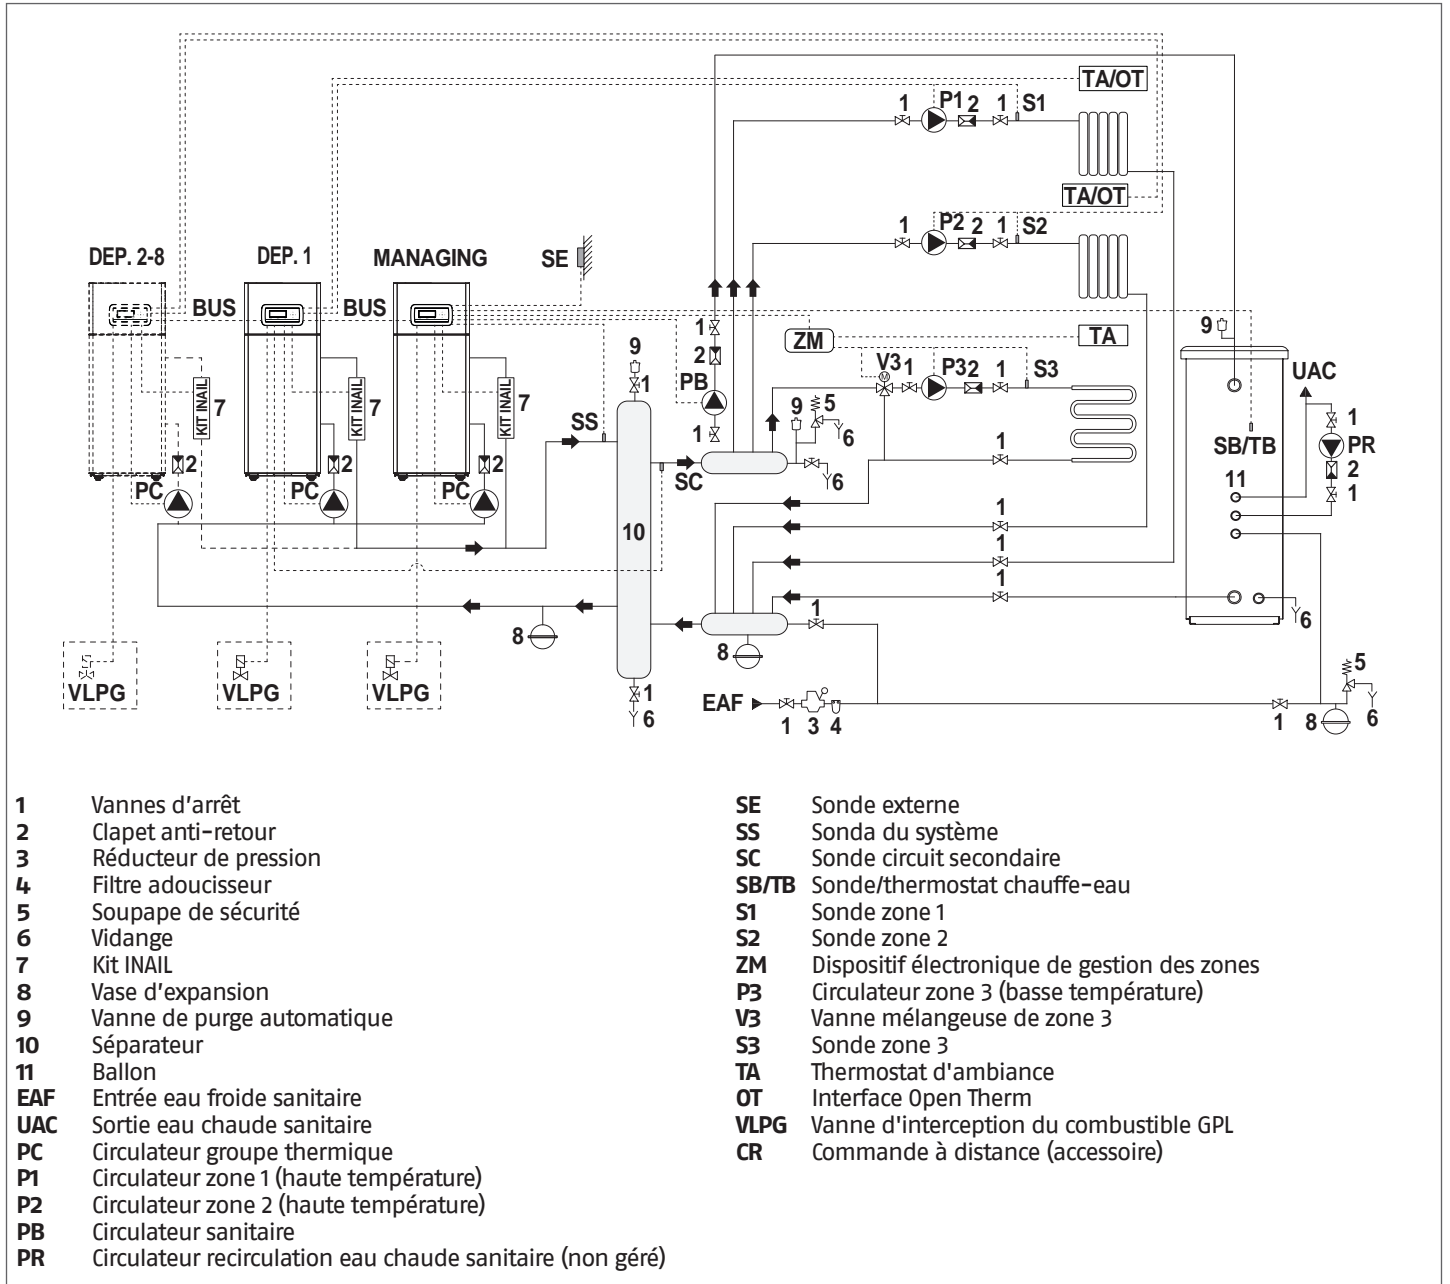 TA/OT
1 P1 2 1 S1
TA/OT
1 P2 2 1 S2
DEP. 2-8 DEP. 1 MANAGING SE
BUS BUS
1 ZM TA 9
9 2 V3 1 P3 2 1 S3 UAC
1 PB
KIT INAIL 7 KIT INAIL 7 KIT INAIL 7
SS 9 5 1
1 6 SB/TB PR
2 2 2 1 11 2
PC PC PC SC 6 1
10 1
1
1
1
8 8 6
VLPG VLPG VLPG
1 5
6 EAF 1 3 4 1 8 6
1 Vannes d'arrêt
2 Clapet anti-retour
3 Réducteur de pression
4 Filtre adoucisseur
5 Soupape de sécurité
6 Vidange
7 Kit INAIL
8 Vase d'expansion
9 Vanne de purge automatique
10 Séparateur
11 Ballon
EAF Entrée eau froide sanitaire
UAC Sortie eau chaude sanitaire
PC Circulateur groupe thermique
P1 Circulateur zone 1 (haute température)
P2 Circulateur zone 2 (haute température)
PB Circulateur sanitaire
PR Circulateur recirculation eau chaude sanitaire (non géré)
SE Sonde externe
SS Sonda du système
SC Sonde circuit secondaire
SB/TB Sonde/thermostat chauffe-eau
S1 Sonde zone 1
S2 Sonde zone 2
ZM Dispositif électronique de gestion des zones
P3 Circulateur zone 3 (basse température)
V3 Vanne mélangeuse de zone 3
S3 Sonde zone 3
TA Thermostat d'ambiance
OT Interface Open Therm
VLPG Vanne d'interception du combustible GPL
CR Commande à distance (accessoire)